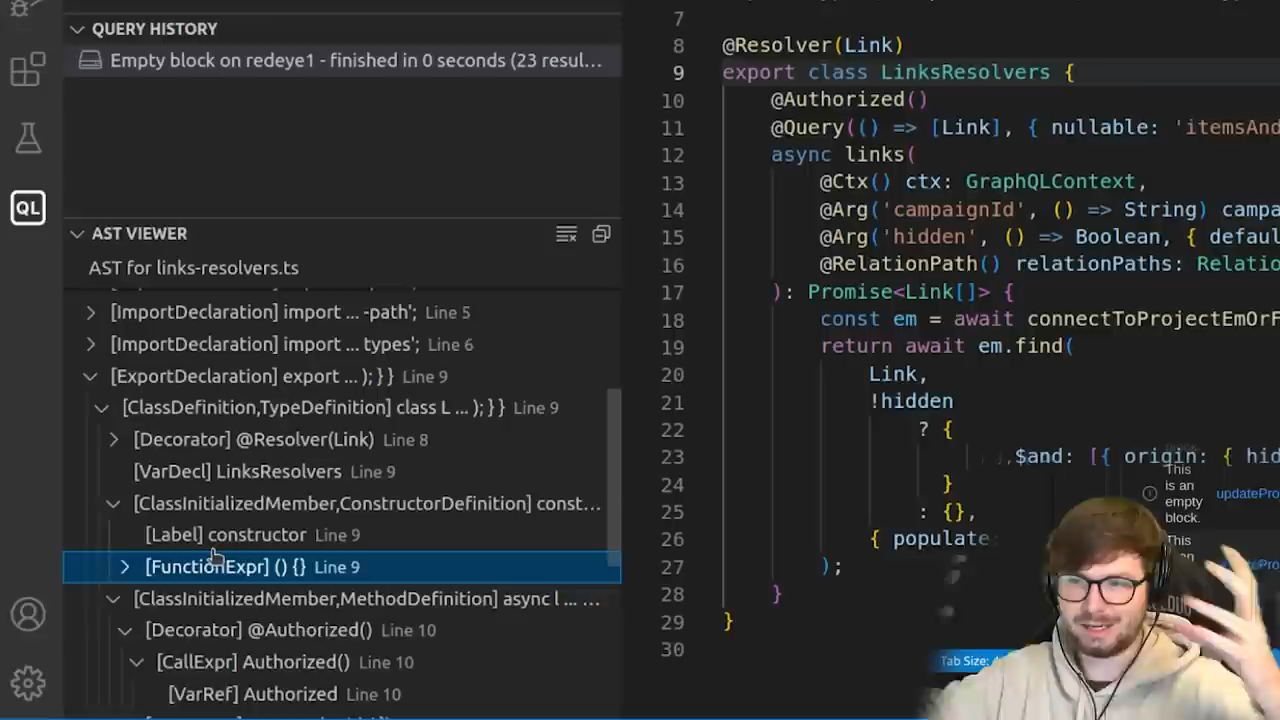 QUERY HISTORY
Empty block on redeye1 - finished in 0 seconds (23 resul...
QL
AST VIEWER
AST for links-resolvers.ts
[ImportDeclaration] import ... -path'; Line 5
[ImportDeclaration] import ... types'; Line 6
[ExportDeclaration] export ... ); } } Line 9
[ClassDefinition,TypeDefinition] class L ... ); } } Line 9
[Decorator] @Resolver(Link) Line 8
[VarDecl] LinksResolvers Line 9
[ClassInitializedMember,ConstructorDefinition] const...
[Label] constructor Line 9
[FunctionExpr] () {} Line 9
[ClassInitializedMember,MethodDefinition] async l ... ...
[Decorator] @Authorized() Line 10
[CallExpr] Authorized() Line 10
[VarRef] Authorized Line 10
7
8 @Resolver(Link)
9 export class LinksResolvers {
10 @Authorized()
11 @Query(() => [Link], { nullable: 'itemsAnd
12 async links(
13 @Ctx() ctx: GraphQLContext,
14 @Arg('campaignId', () => String) campa
15 @Arg('hidden', () => Boolean, { defaul
16 @RelationPath() relationPaths: Relatio
17 ): Promise<Link[]> {
18 const em = await connectToProjectEmOrF
19 return await em.find(
20 Link,
21 !hidden
22 ? {
23 $and: [{ origin: { hid
24 }
25 : {},
26 { populate
27 );
28 }
29 }
30
This
is an
empty
block.
updatePro
This
Tab Size: